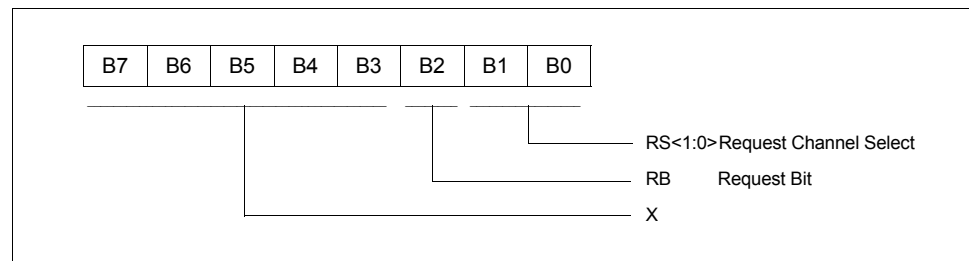 B7 B6 B5 B4 B3 B2 B1 B0
RS<1:0>Request Channel Select
RB Request Bit
X